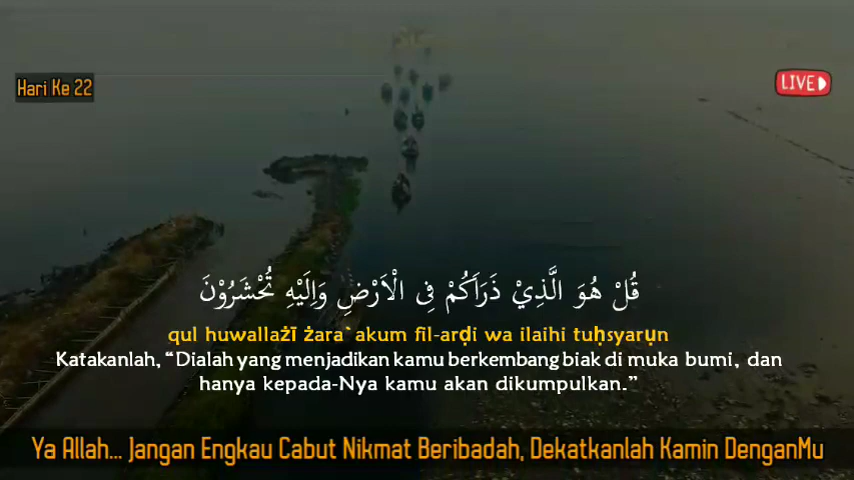 Hari Ke 22
LIVE
قُلْ هُوَ الَّذِيْ ذَرَاَكُمْ فِى الْاَرْضِ وَاِلَيْهِ تُحْشَرُوْنَ
qul huwallażī żara`akum fil-arḍi wa ilaihi tuḥsyarụn
Katakanlah, “Dialah yang menjadikan kamu berkembang biak di muka bumi, dan
hanya kepada-Nya kamu akan dikumpulkan.”
Ya Allah... Jangan Engkau Cabut Nikmat Beribadah, Dekatkanlah Kamin DenganMu